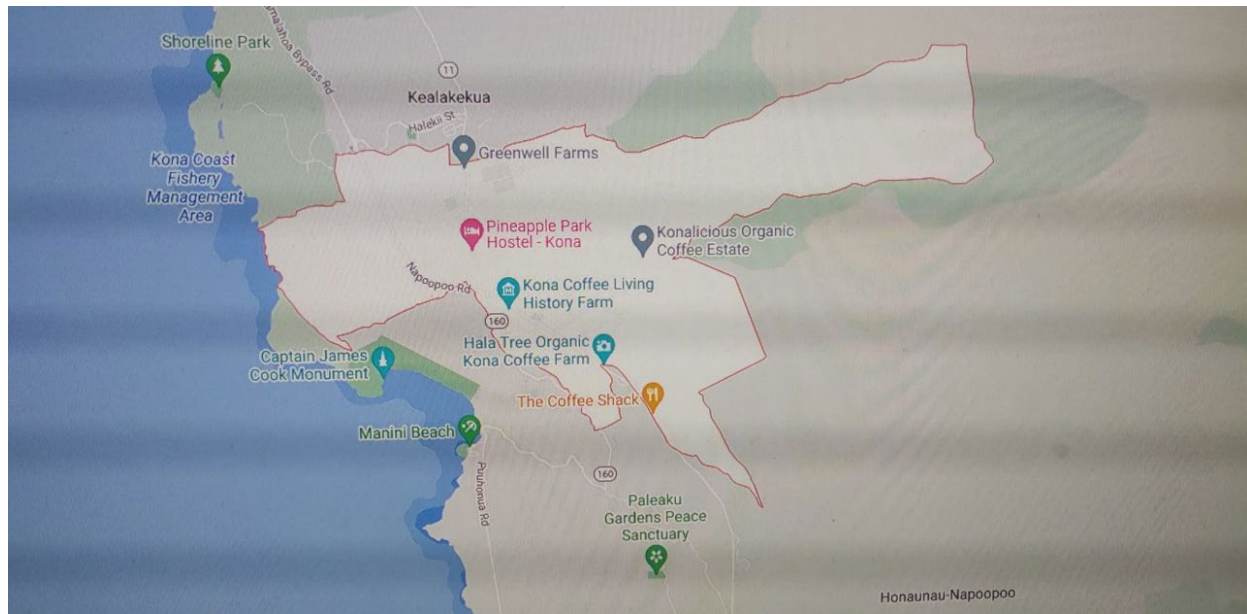 Shoreline Park
Mamalahoa Bypass Rd
11
Kealakekua
Halekii St
Greenwell Farms
Kona Coast
Fishery
Management
Area
Pineapple Park
Hostel - Kona
Konalicious Organic
Coffee Estate
Napoopoo Rd
Kona Coffee Living
History Farm
160
Hala Tree Organic
Kona Coffee Farm
Captain James
Cook Monument
The Coffee Shack
Manini Beach
Puuhonua Rd
160
Paleaku
Gardens Peace
Sanctuary
Honaunau-Napoopoo